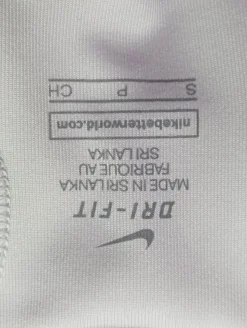 DRI-FIT
MADE IN SRI LANKA
FABRIQUE AU
SRI LANKA
nikebetterworld.com
S P CH